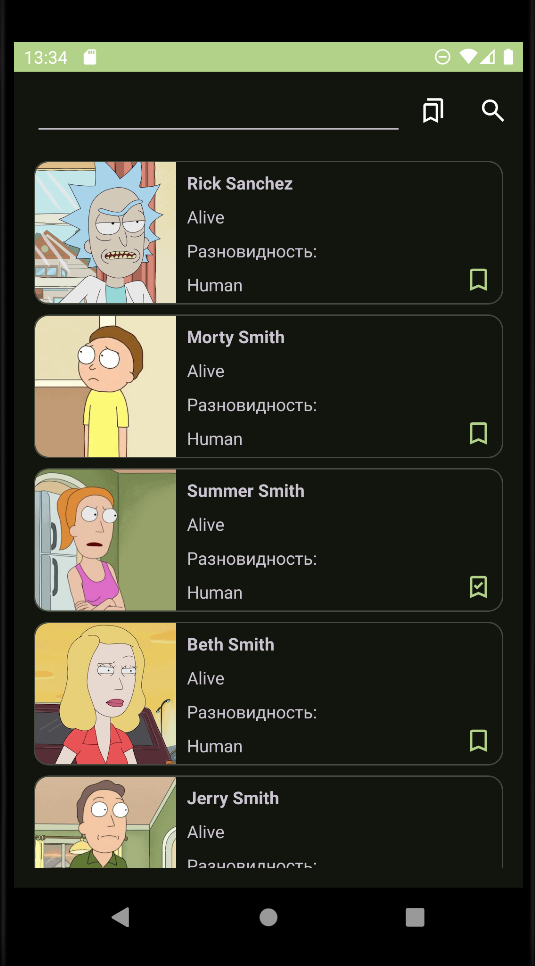 13:34
Rick Sanchez
Alive
Разновидность:
Human
Morty Smith
Alive
Разновидность:
Human
Summer Smith
Alive
Разновидность:
Human
Beth Smith
Alive
Разновидность:
Human
Jerry Smith
Alive
Разновидность: